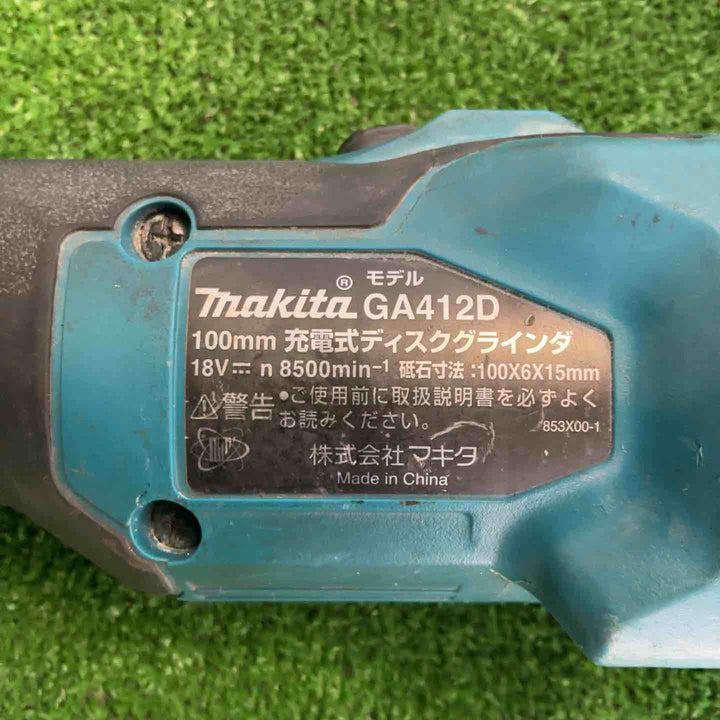 モデル
makita® GA412D
100mm 充電式ディスクグラインダ
18V⎓ n 8500min⁻¹ 砥石寸法:100X6X15mm
⚠警告 •ご使用前に取扱説明書を必ずよく
お読みください。 853X00-1
株式会社 マキタ
Made in China